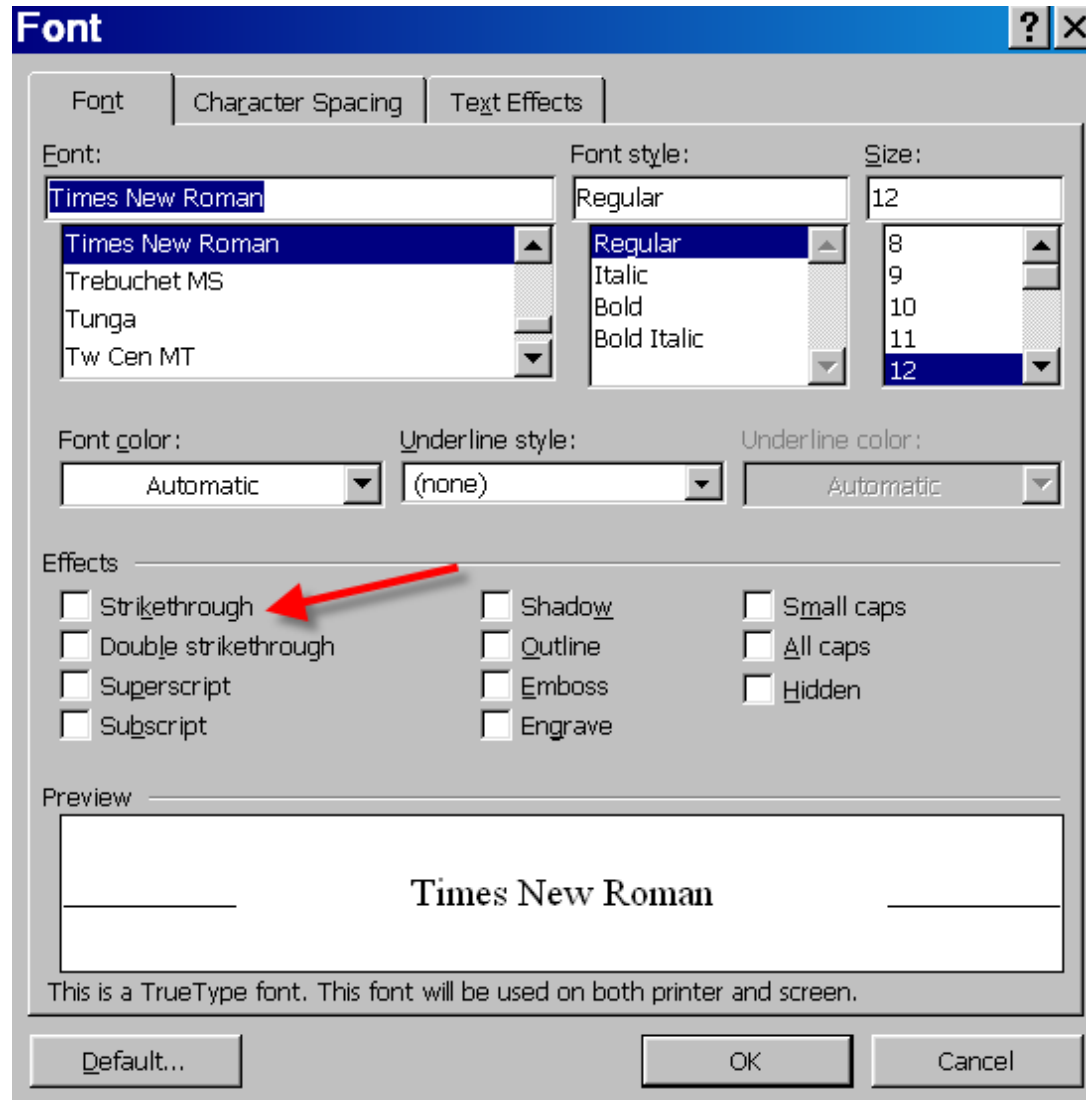 Font ?
Font Character Spacing Text Effects
Font: Font style: Size:
Times New Roman Regular 12
Times New Roman Regular 8
Trebuchet MS Italic 9
Tunga Bold 10
Tw Cen MT Bold Italic 11
12
Font color: Underline style: Underline color:
Automatic (none) Automatic
Effects
Strikethrough Shadow Small caps
Double strikethrough Outline All caps
Superscript Emboss Hidden
Subscript Engrave
Preview
Times New Roman
This is a TrueType font. This font will be used on both printer and screen.
Default... OK Cancel